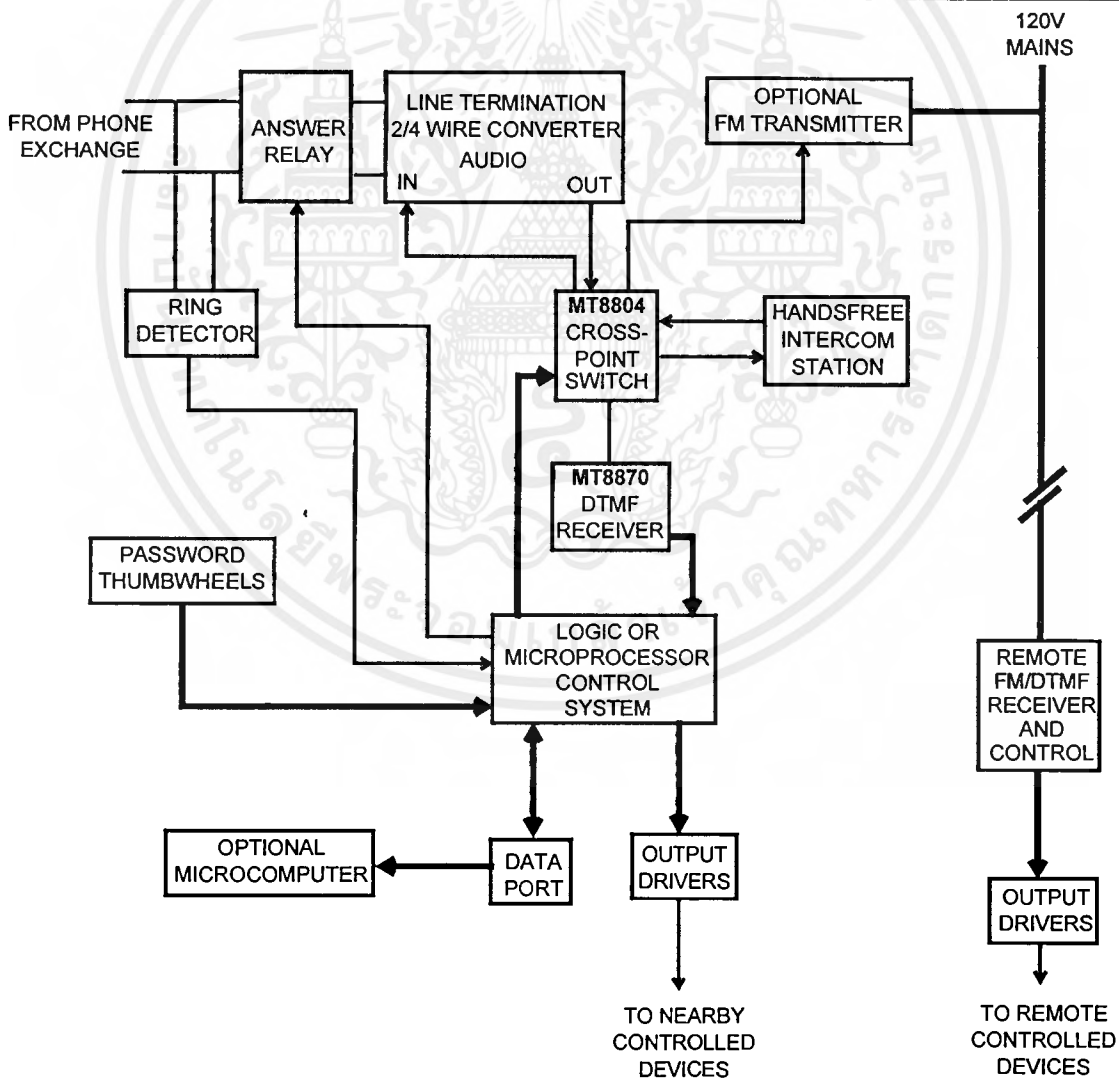 120V
MAINS
FROM PHONE
EXCHANGE
ANSWER
RELAY
LINE TERMINATION
2/4 WIRE CONVERTER
AUDIO
IN
OUT
OPTIONAL
FM TRANSMITTER
RING
DETECTOR
MT8804
CROSS-
POINT
SWITCH
HANDSFREE
INTERCOM
STATION
MT8870
DTMF
RECEIVER
PASSWORD
THUMBWHEELS
LOGIC OR
MICROPROCESSOR
CONTROL
SYSTEM
REMOTE
FM/DTMF
RECEIVER
AND
CONTROL
OPTIONAL
MICROCOMPUTER
DATA
PORT
OUTPUT
DRIVERS
OUTPUT
DRIVERS
TO NEARBY
CONTROLLED
DEVICES
TO REMOTE
CONTROLLED
DEVICES